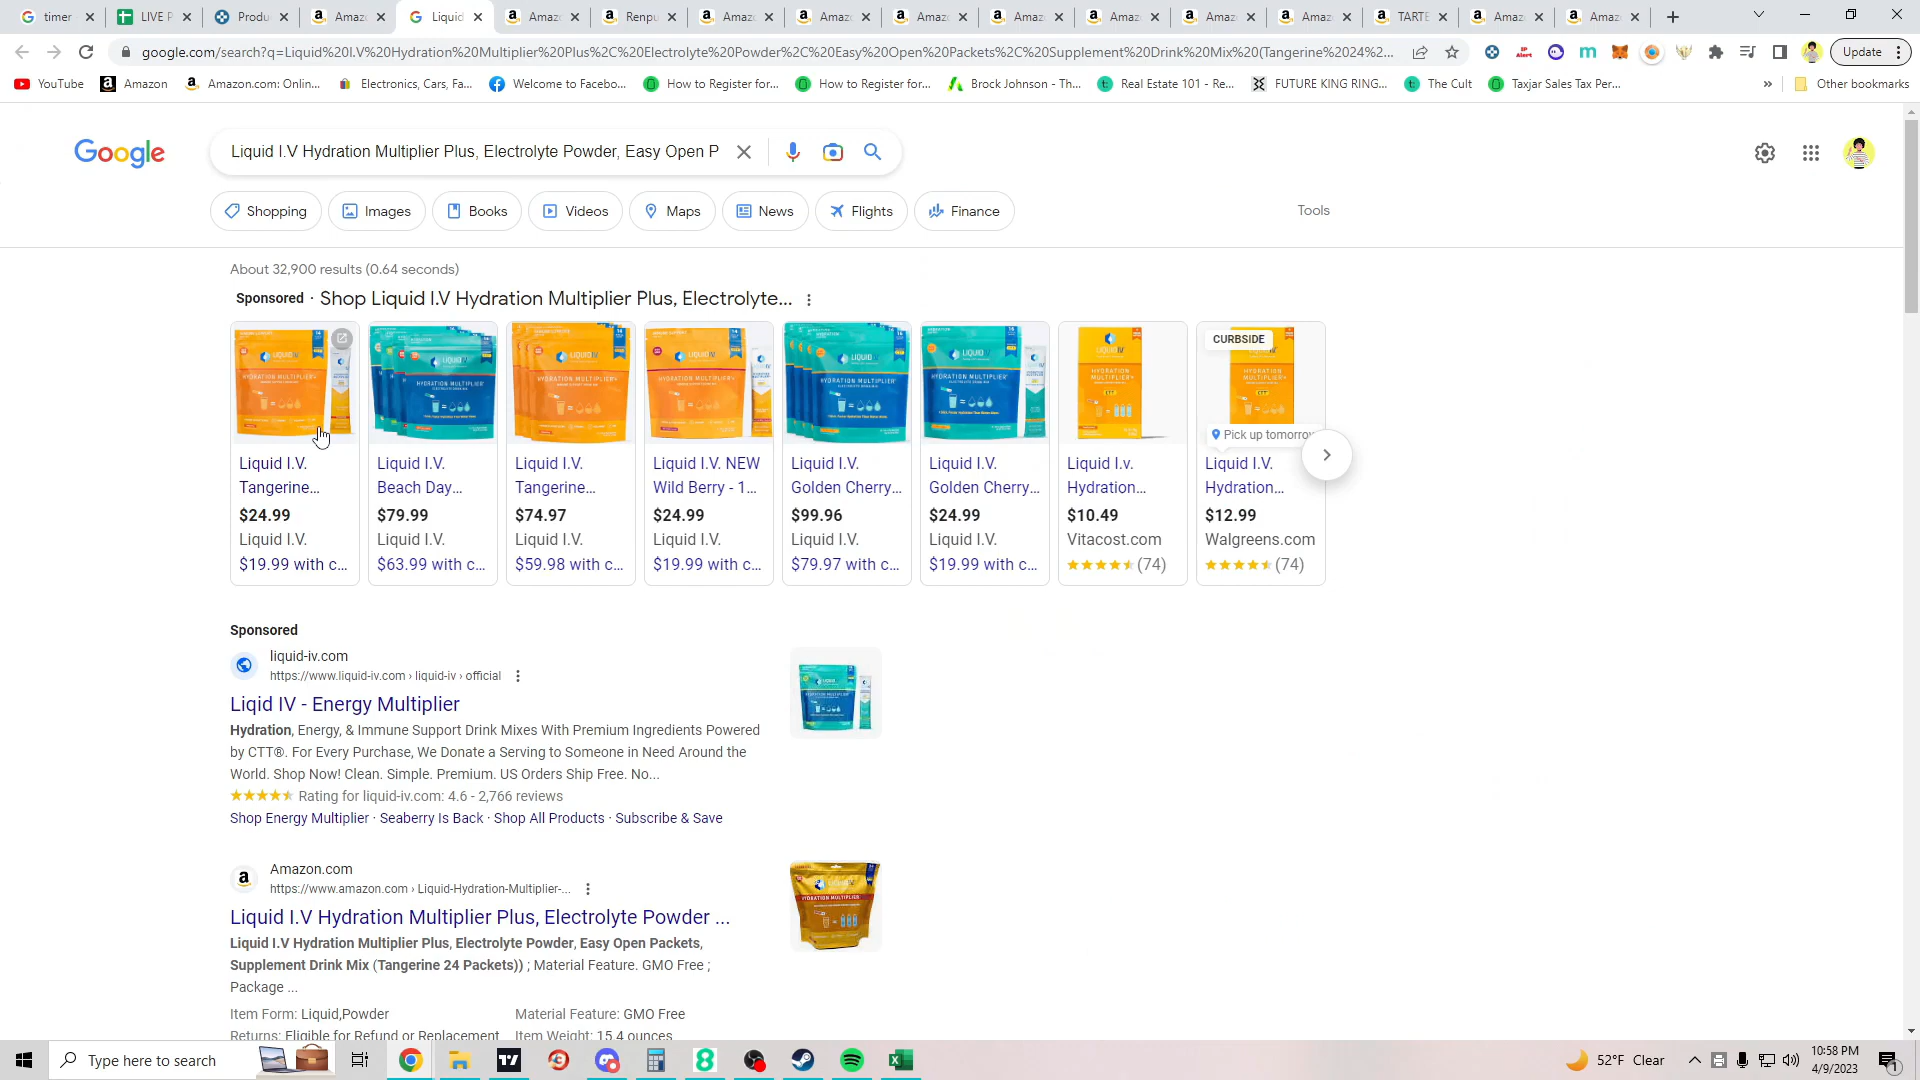 timer
LIVE P
Produ
Amaz
Liquid
Amaz
Renpu
Amaz
Amaz
Amaz
Amaz
Amaz
Amaz
Amaz
TARTE
Amaz
Amaz
google.com/search?q=Liquid%20I.V%20Hydration%20Multiplier%20Plus%2C%20Electrolyte%20Powder%2C%20Easy%20Open%20Packets%2C%20Supplement%20Drink%20Mix%20(Tangerine%2024%2...
Update
YouTube
Amazon
Amazon.com: Onlin...
Electronics, Cars, Fa...
Welcome to Facebo...
How to Register for...
How to Register for...
Brock Johnson - Th...
Real Estate 101 - Re...
FUTURE KING RING...
The Cult
Taxjar Sales Tax Per...
»
Other bookmarks
Google
Liquid I.V Hydration Multiplier Plus, Electrolyte Powder, Easy Open P
Shopping
Images
Books
Videos
Maps
News
Flights
Finance
Tools
About 32,900 results (0.64 seconds)
Sponsored · Shop Liquid I.V Hydration Multiplier Plus, Electrolyte...
CURBSIDE
Pick up tomorrow
Liquid I.V.
Tangerine...
$24.99
Liquid I.V.
$19.99 with c...
Liquid I.V.
Beach Day...
$79.99
Liquid I.V.
$63.99 with c...
Liquid I.V.
Tangerine...
$74.97
Liquid I.V.
$59.98 with c...
Liquid I.V. NEW
Wild Berry - 1...
$24.99
Liquid I.V.
$19.99 with c...
Liquid I.V.
Golden Cherry...
$99.96
Liquid I.V.
$79.97 with c...
Liquid I.V.
Golden Cherry...
$24.99
Liquid I.V.
$19.99 with c...
Liquid I.v.
Hydration...
$10.49
Vitacost.com
(74)
Liquid I.V.
Hydration...
$12.99
Walgreens.com
(74)
Sponsored
liquid-iv.com
https://www.liquid-iv.com › liquid-iv › official
Liqid IV - Energy Multiplier
Hydration, Energy, & Immune Support Drink Mixes With Premium Ingredients Powered
by CTT®. For Every Purchase, We Donate a Serving to Someone in Need Around the
World. Shop Now! Clean. Simple. Premium. US Orders Ship Free. No...
Rating for liquid-iv.com: 4.6 - 2,766 reviews
Shop Energy Multiplier · Seaberry Is Back · Shop All Products · Subscribe & Save
Amazon.com
https://www.amazon.com › Liquid-Hydration-Multiplier-...
Liquid I.V Hydration Multiplier Plus, Electrolyte Powder ...
Liquid I.V Hydration Multiplier Plus, Electrolyte Powder, Easy Open Packets,
Supplement Drink Mix (Tangerine 24 Packets)) ; Material Feature. GMO Free ;
Package ...
Item Form: Liquid,Powder
Material Feature: GMO Free
Returns: Eligible for Refund or Replacement
Item Weight: 15.4 ounces
Type here to search
52°F Clear
10:58 PM
4/9/2023